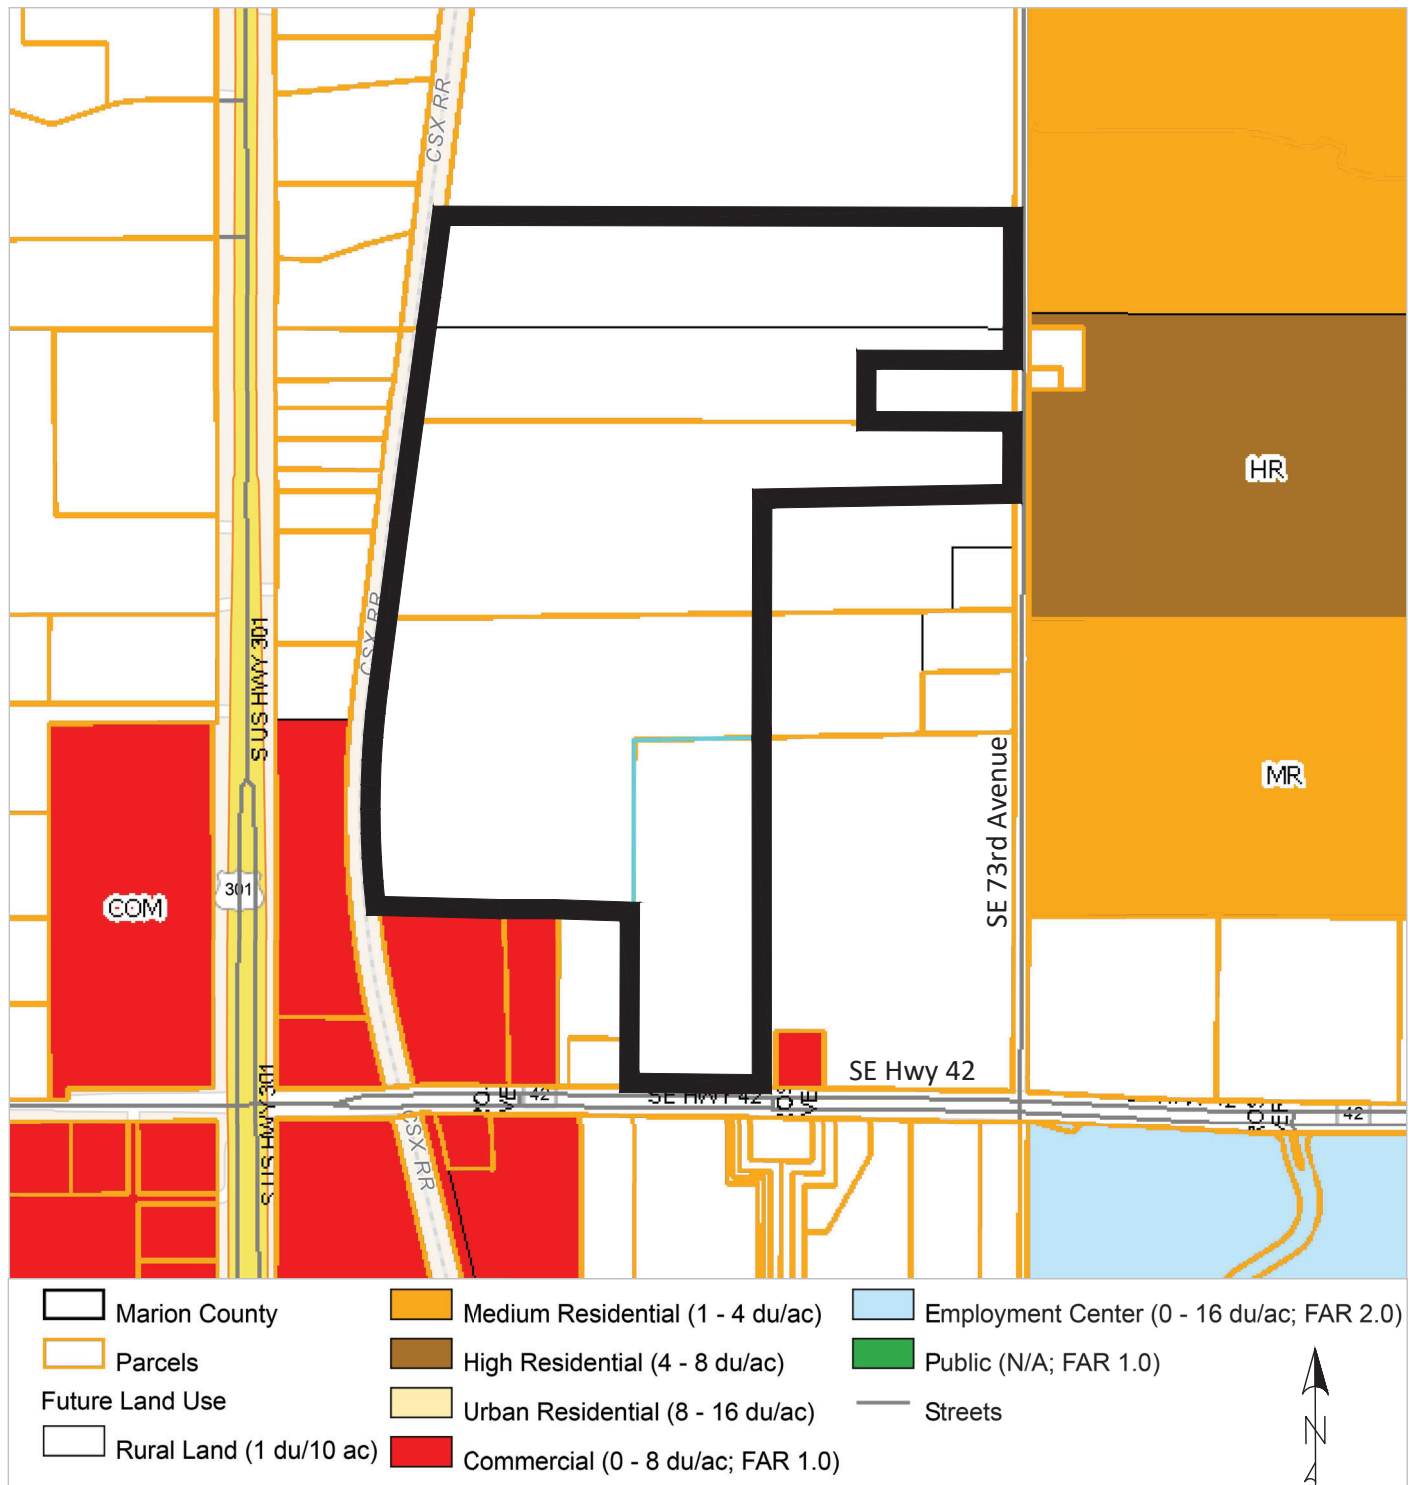 CSX RR
HR
CSX RR
S US HWY 301
SE 73rd Avenue
MR
301
COM
SE Hwy 42
42
SE HWY 42
42
S US HWY 301
CSX RR
Marion County
Parcels
Future Land Use
Rural Land (1 du/10 ac)
Medium Residential (1 - 4 du/ac)
High Residential (4 - 8 du/ac)
Urban Residential (8 - 16 du/ac)
Commercial (0 - 8 du/ac; FAR 1.0)
Employment Center (0 - 16 du/ac; FAR 2.0)
Public (N/A; FAR 1.0)
Streets
N